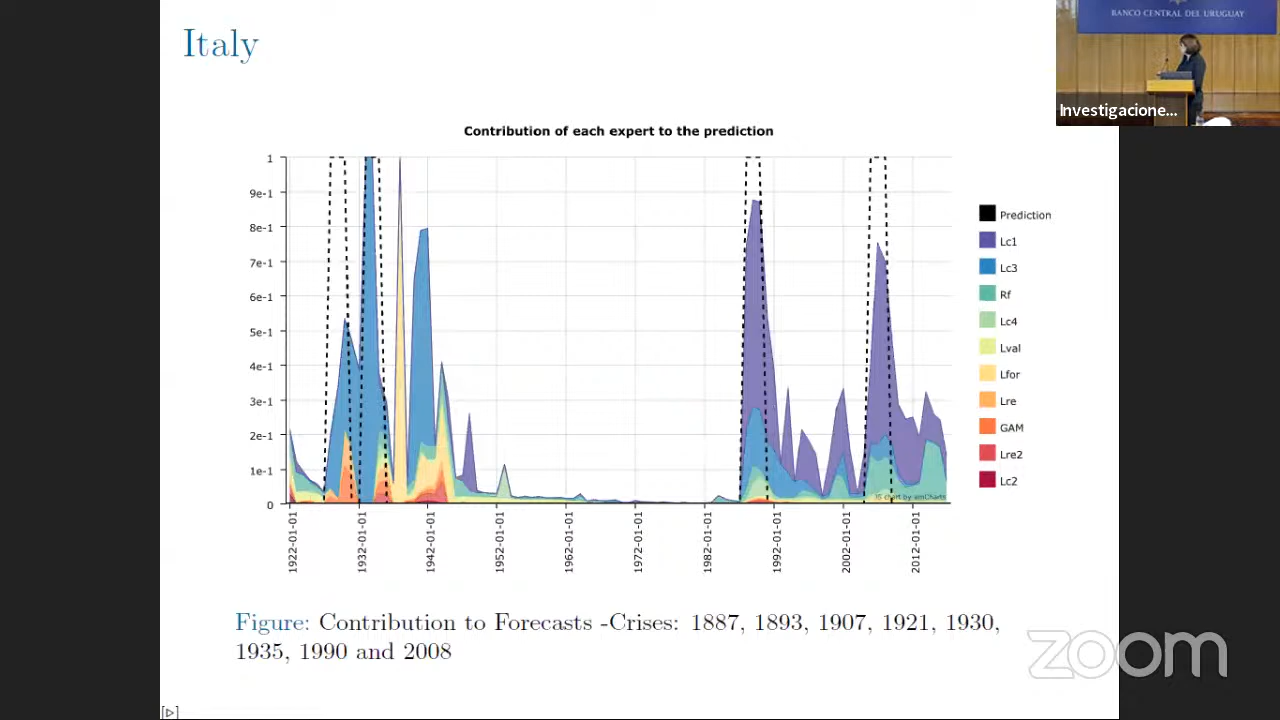 Italy
BANCO CENTRAL DEL URUGUAY
Investigacione...
Contribution of each expert to the prediction
1
9e-1
8e-1
7e-1
6e-1
5e-1
4e-1
3e-1
2e-1
1e-1
0
1922-01-01
1932-01-01
1942-01-01
1952-01-01
1962-01-01
1972-01-01
1982-01-01
1992-01-01
2002-01-01
2012-01-01
JS chart by amCharts
Prediction
Lc1
Lc3
Rf
Lc4
Lval
Lfor
Lre
GAM
Lre2
Lc2
Figure: Contribution to Forecasts -Crises: 1887, 1893, 1907, 1921, 1930,
1935, 1990 and 2008
zoom